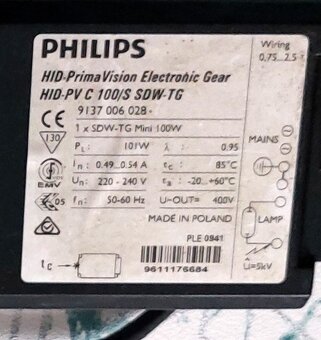 PHILIPS
Wiring
0.75...2.5
HID-PrimaVision Electronic Gear
HID-PV C 100/S SDW-TG
9137 006 028-
1 x SDW-TG Mini 100W
130
PL 101W λ 0.95
In: 0.49...0.54 A tc 85°C
Un: 220 - 240 V ta -20...+60°C
fn: 50-60 Hz U-OUT= 400V
EMV
05
MADE IN POLAND
PLE 0841
tc
9611176684
MAINS
LAMP
Ui=5kV